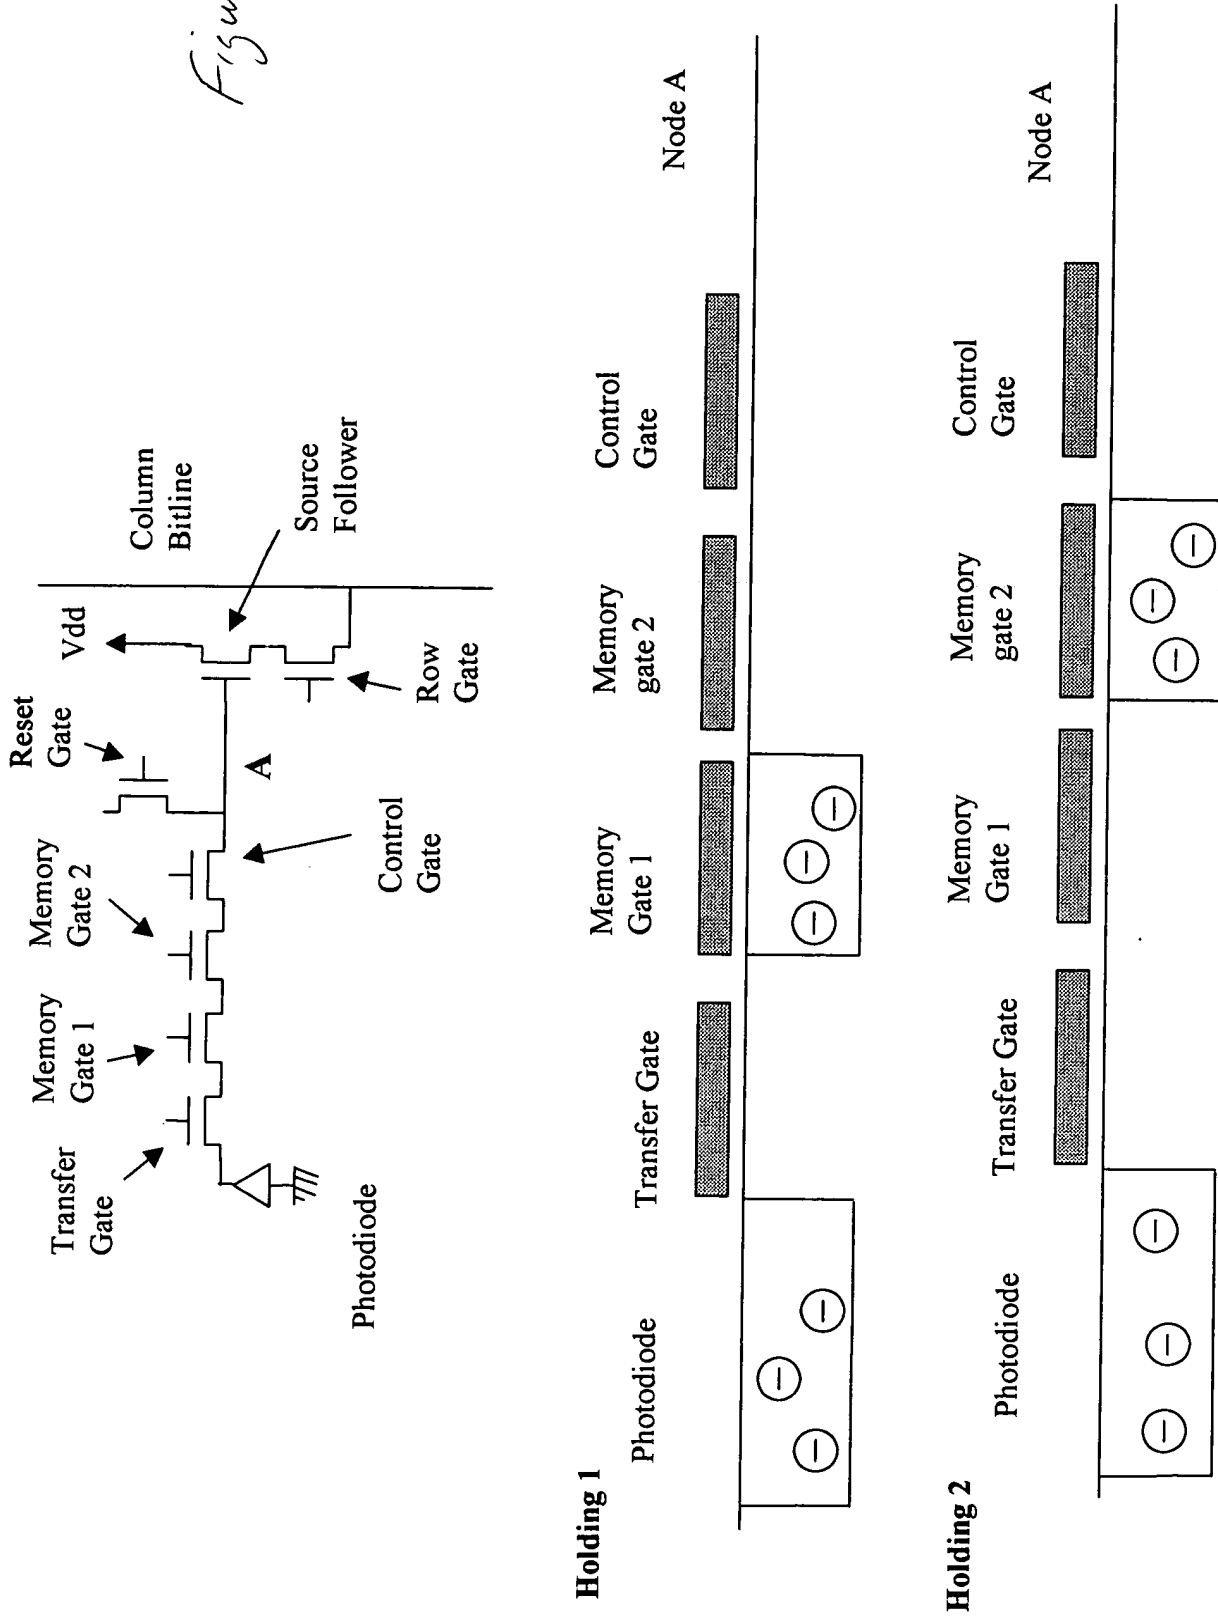 Transfer
Gate
Memory
Gate 1
Memory
Gate 2
Reset
Gate
Vdd
Column
Bitline
Source
Follower
Row
Gate
A
Control
Gate
Photodiode
Holding 1
Photodiode
Transfer Gate
Memory
Gate 1
Memory
gate 2
Control
Gate
Node A
Holding 2
Photodiode
Transfer Gate
Memory
Gate 1
Memory
gate 2
Control
Gate
Node A